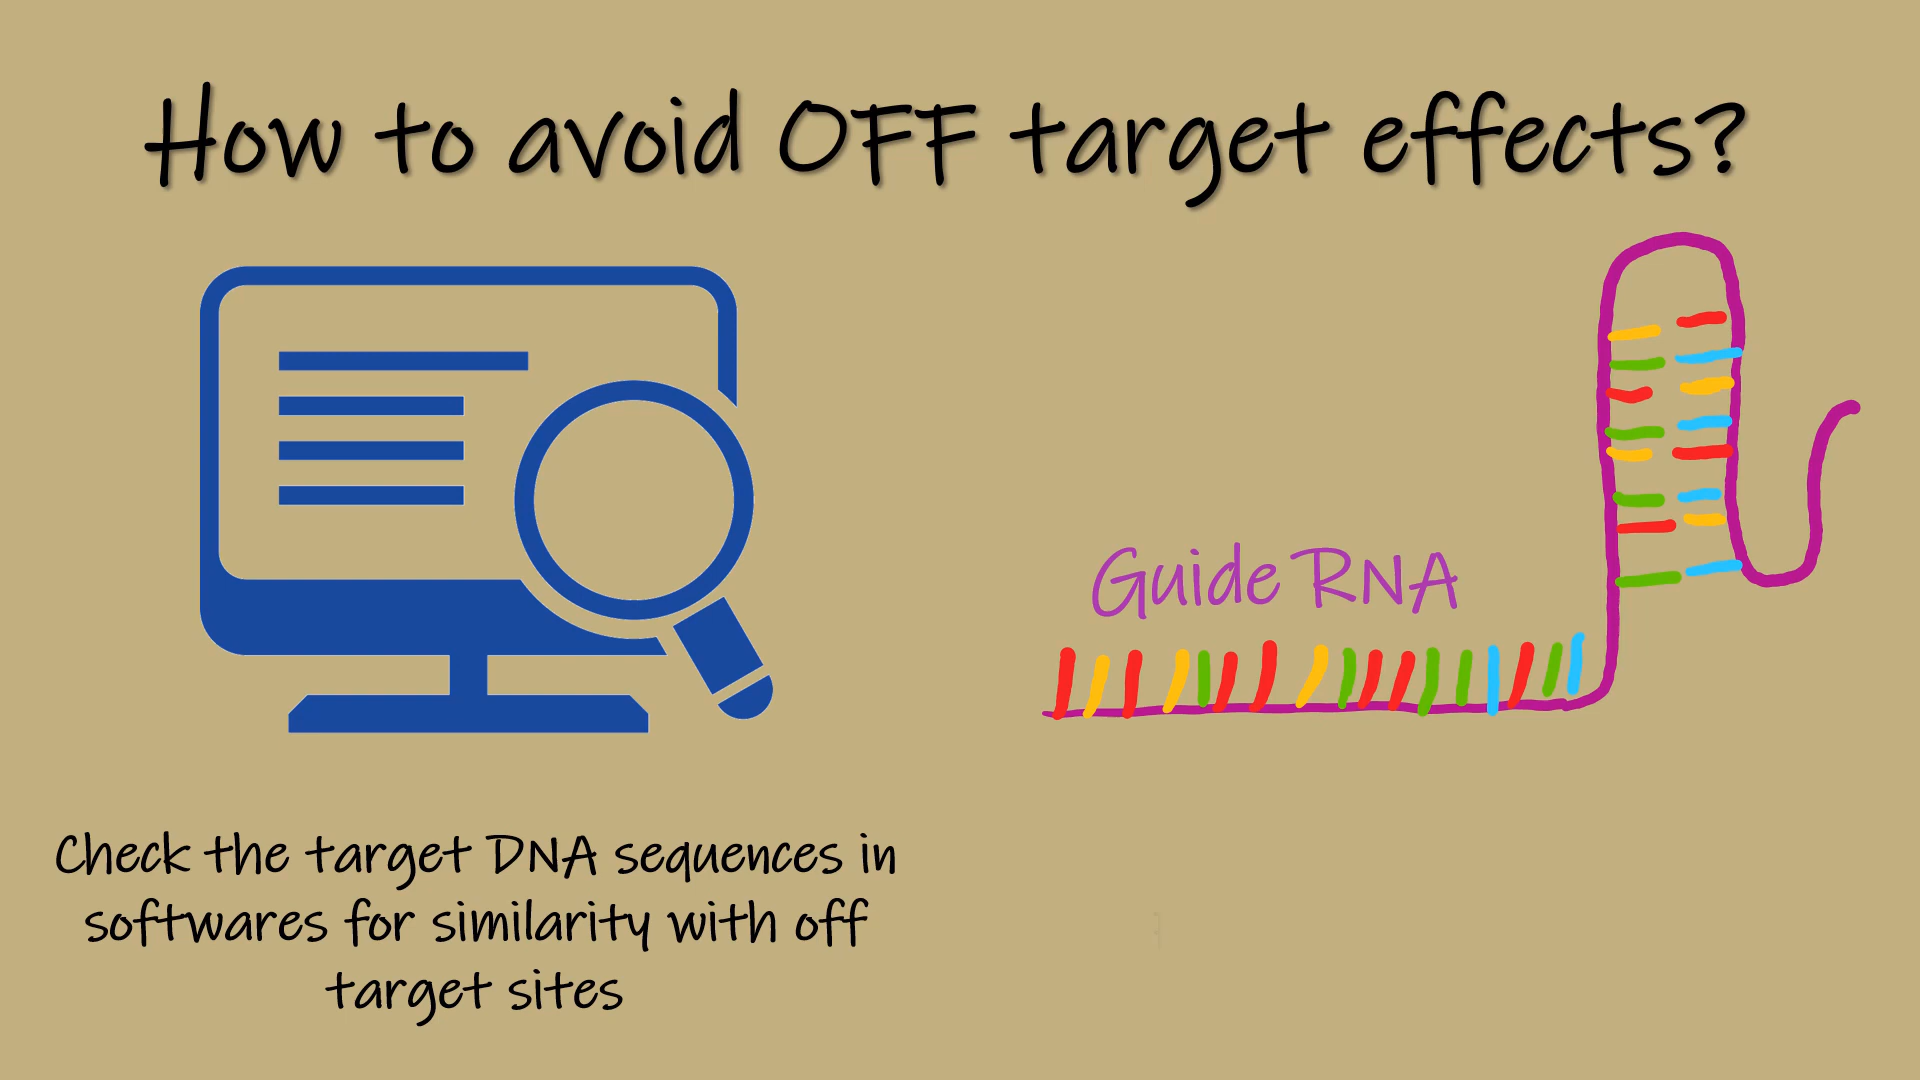 How to avoid OFF target effects?
Guide RNA
Check the target DNA sequences in
softwares for similarity with off
target sites